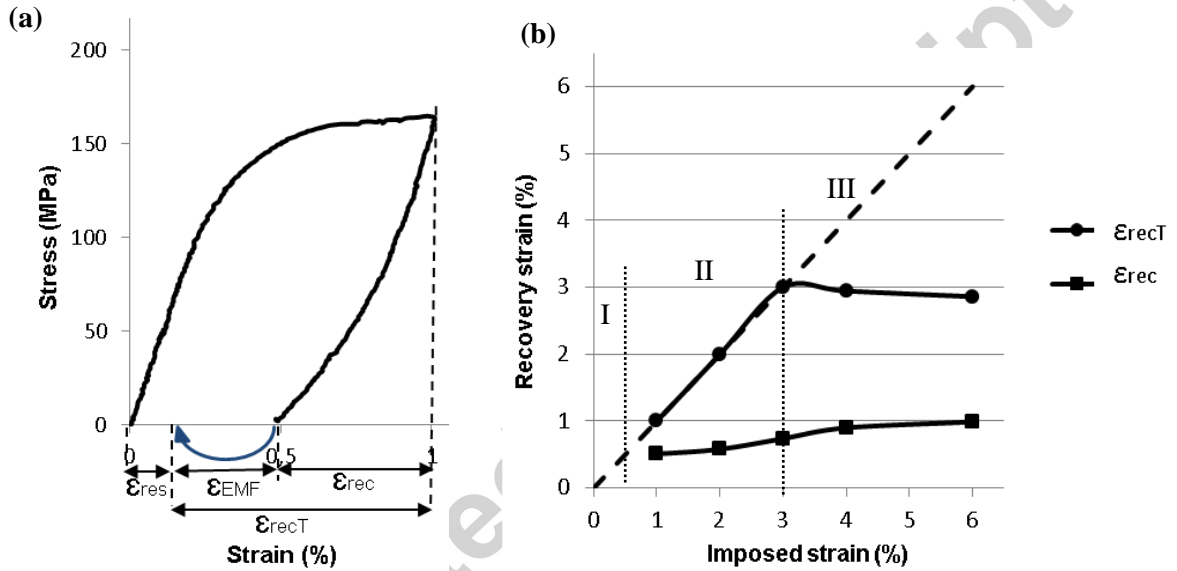 (a)
200
150
100
50
0
Stress (MPa)
0 0,5 1
εres εEMF εrec
εrecT
Strain (%)
(b)
6
5
4
3
2
1
0
Recovery strain (%)
I II III
0 1 2 3 4 5 6
Imposed strain (%)
εrecT
εrec